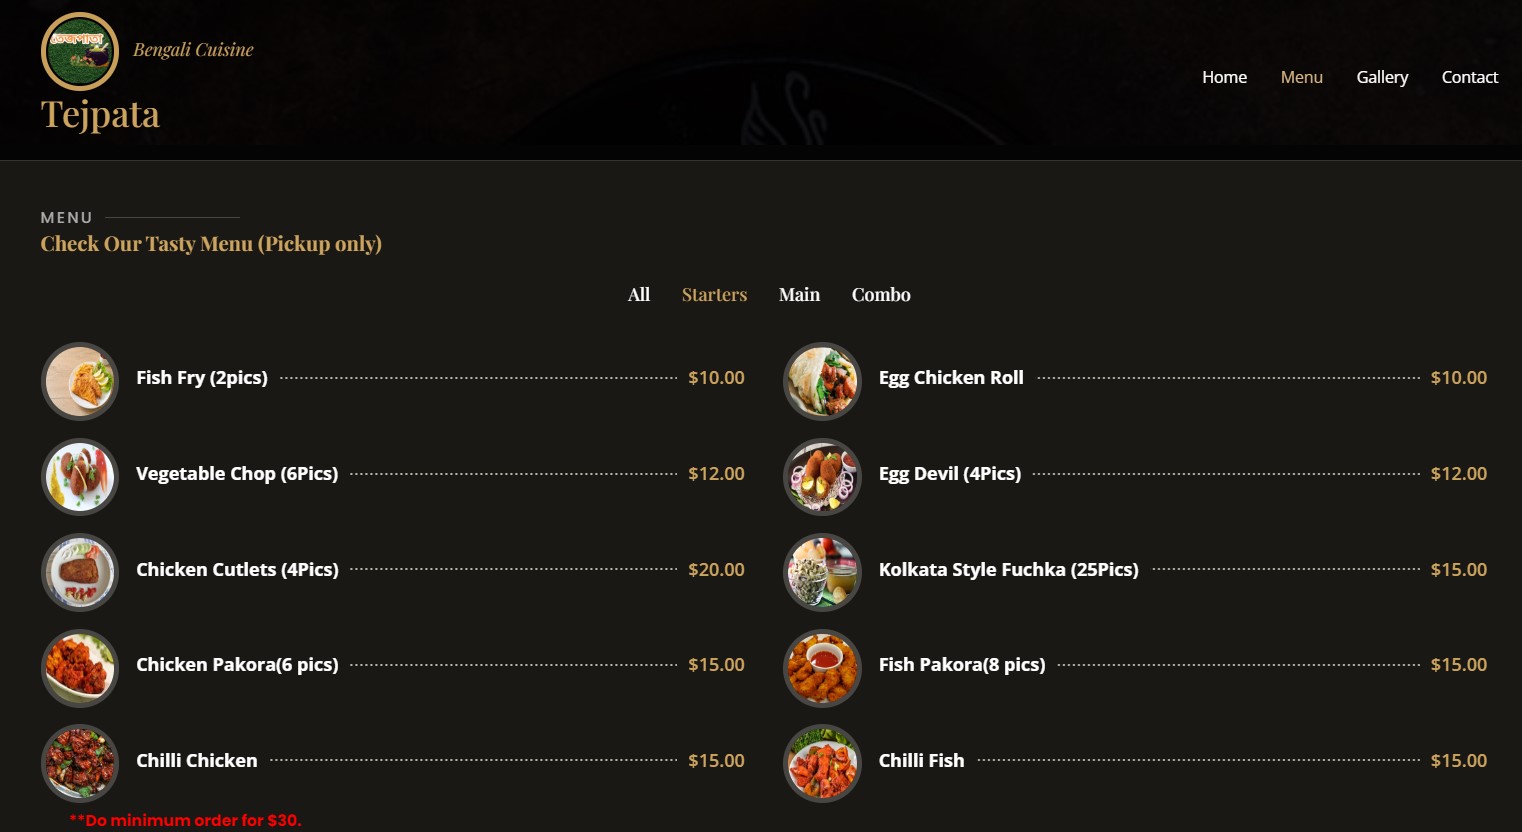 তেজপাতা
Bengali Cuisine
Tejpata
Home Menu Gallery Contact
MENU
Check Our Tasty Menu (Pickup only)
All Starters Main Combo
Fish Fry (2pics) $10.00
Egg Chicken Roll $10.00
Vegetable Chop (6Pics) $12.00
Egg Devil (4Pics) $12.00
Chicken Cutlets (4Pics) $20.00
Kolkata Style Fuchka (25Pics) $15.00
Chicken Pakora(6 pics) $15.00
Fish Pakora(8 pics) $15.00
Chilli Chicken $15.00
Chilli Fish $15.00
**Do minimum order for $30.